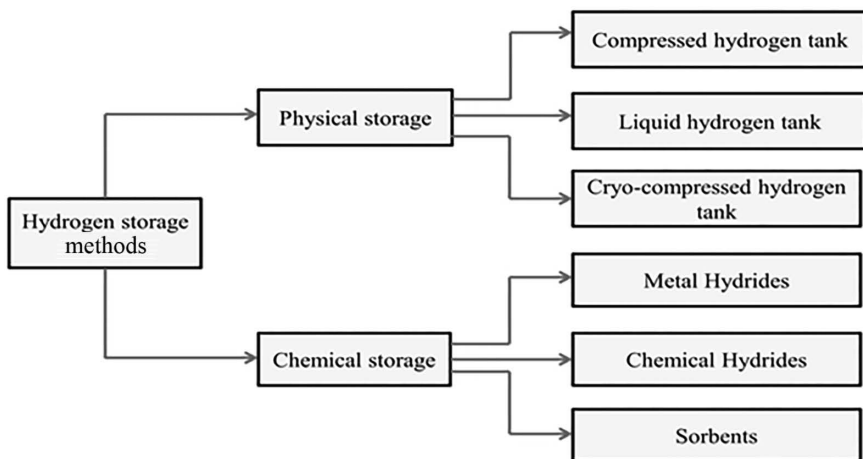 Hydrogen storage
methods
Physical storage
Compressed hydrogen tank
Liquid hydrogen tank
Cryo-compressed hydrogen
tank
Chemical storage
Metal Hydrides
Chemical Hydrides
Sorbents